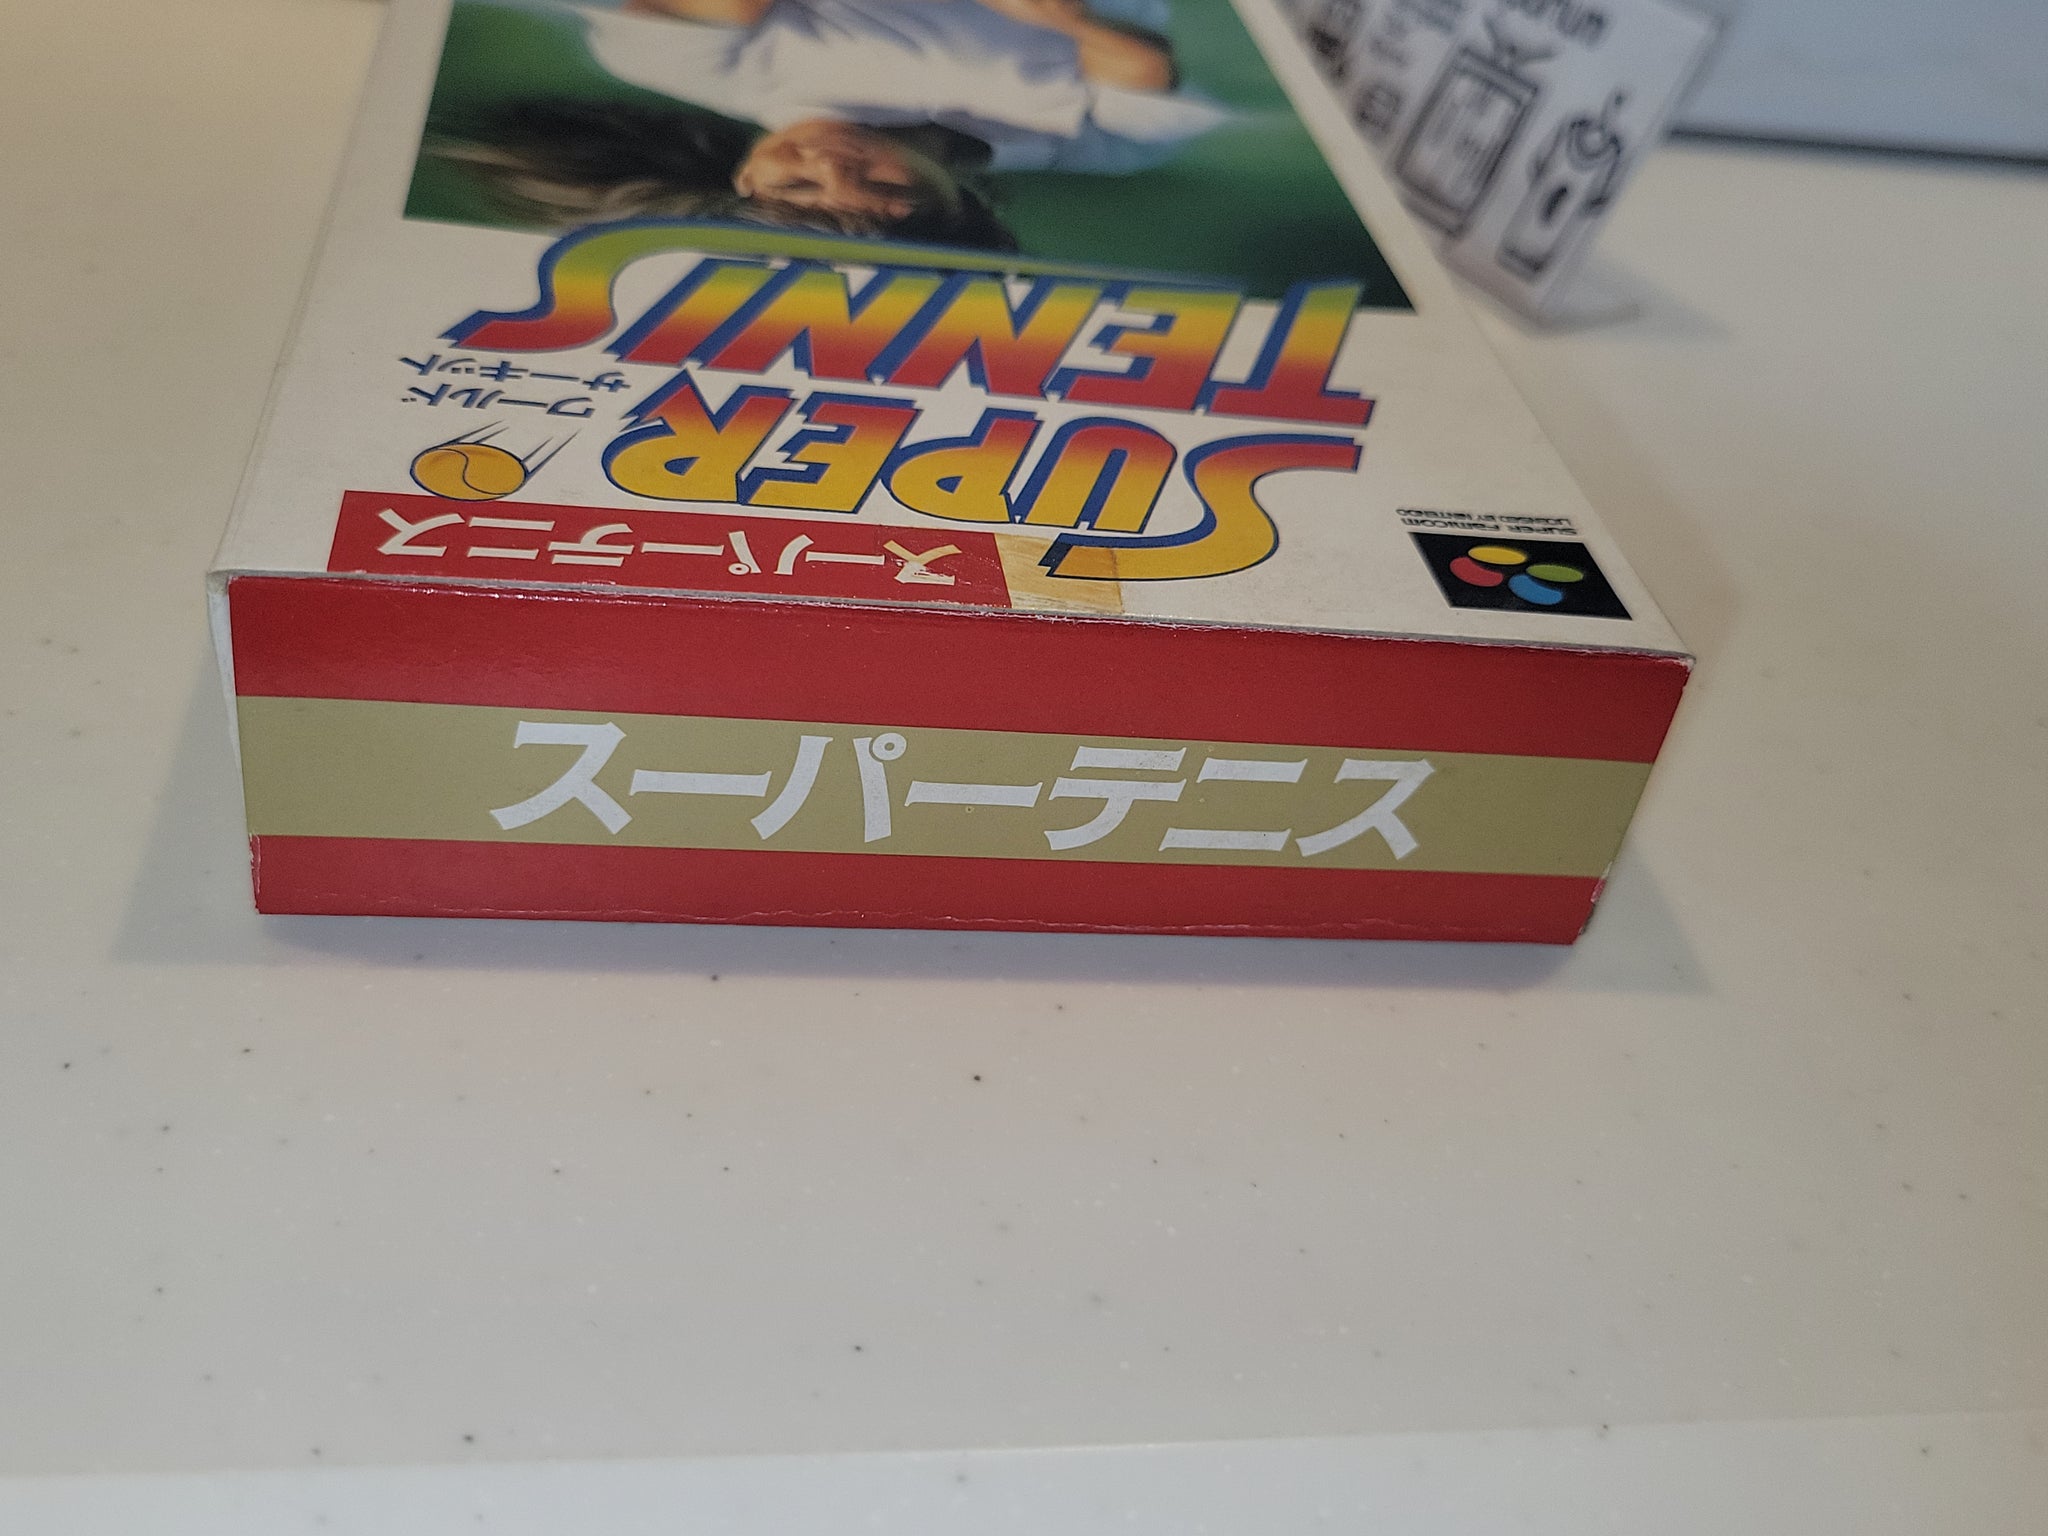 SUPER Famicom
LICENSED BY NINTENDO
スーパーテニス
SUPER
TENNIS
ワールド
サーキット
スーパーテニス